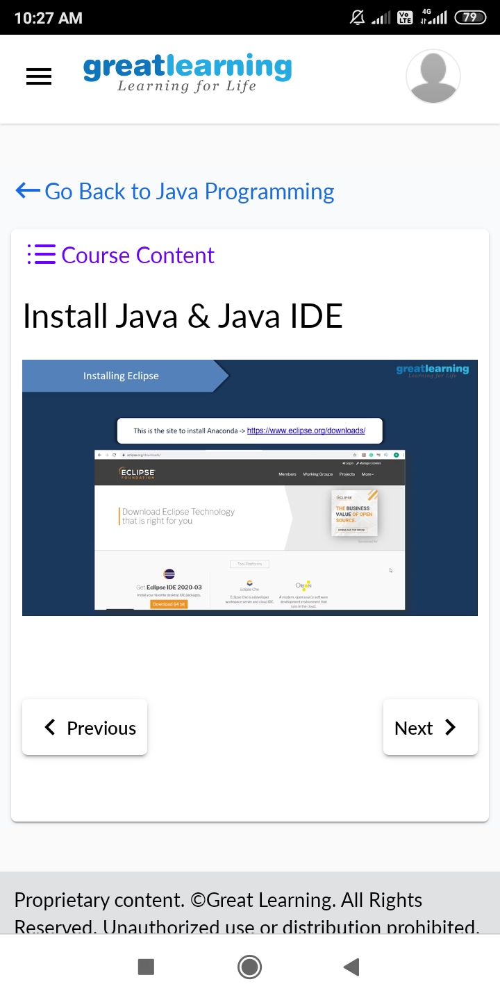 10:27 AM
Vo LTE
4G
79
greatlearning
Learning for Life
Go Back to Java Programming
Course Content
Install Java & Java IDE
Installing Eclipse
greatlearning
Learning for Life
This is the site to install Anaconda -> https://www.eclipse.org/downloads/
eclipse.org/downloads/
Log in Manage Cookies
ECLIPSE
FOUNDATION
Members Working Groups Projects More
Download Eclipse Technology
that is right for you
ECLIPSE
THE BUSINESS
VALUE OF OPEN
SOURCE.
DOWNLOAD THE EBOOK
Sponsored Ad
Tool Platforms
Get Eclipse IDE 2020-03
Install your favorite desktop IDE packages.
Download 64 bit
Eclipse Che
Eclipse Che is a developer
workspace server and cloud IDE.
ORION
A modern, open source software
development environment that
runs in the cloud.
Previous
Next
Proprietary content. ©Great Learning. All Rights
Reserved. Unauthorized use or distribution prohibited.